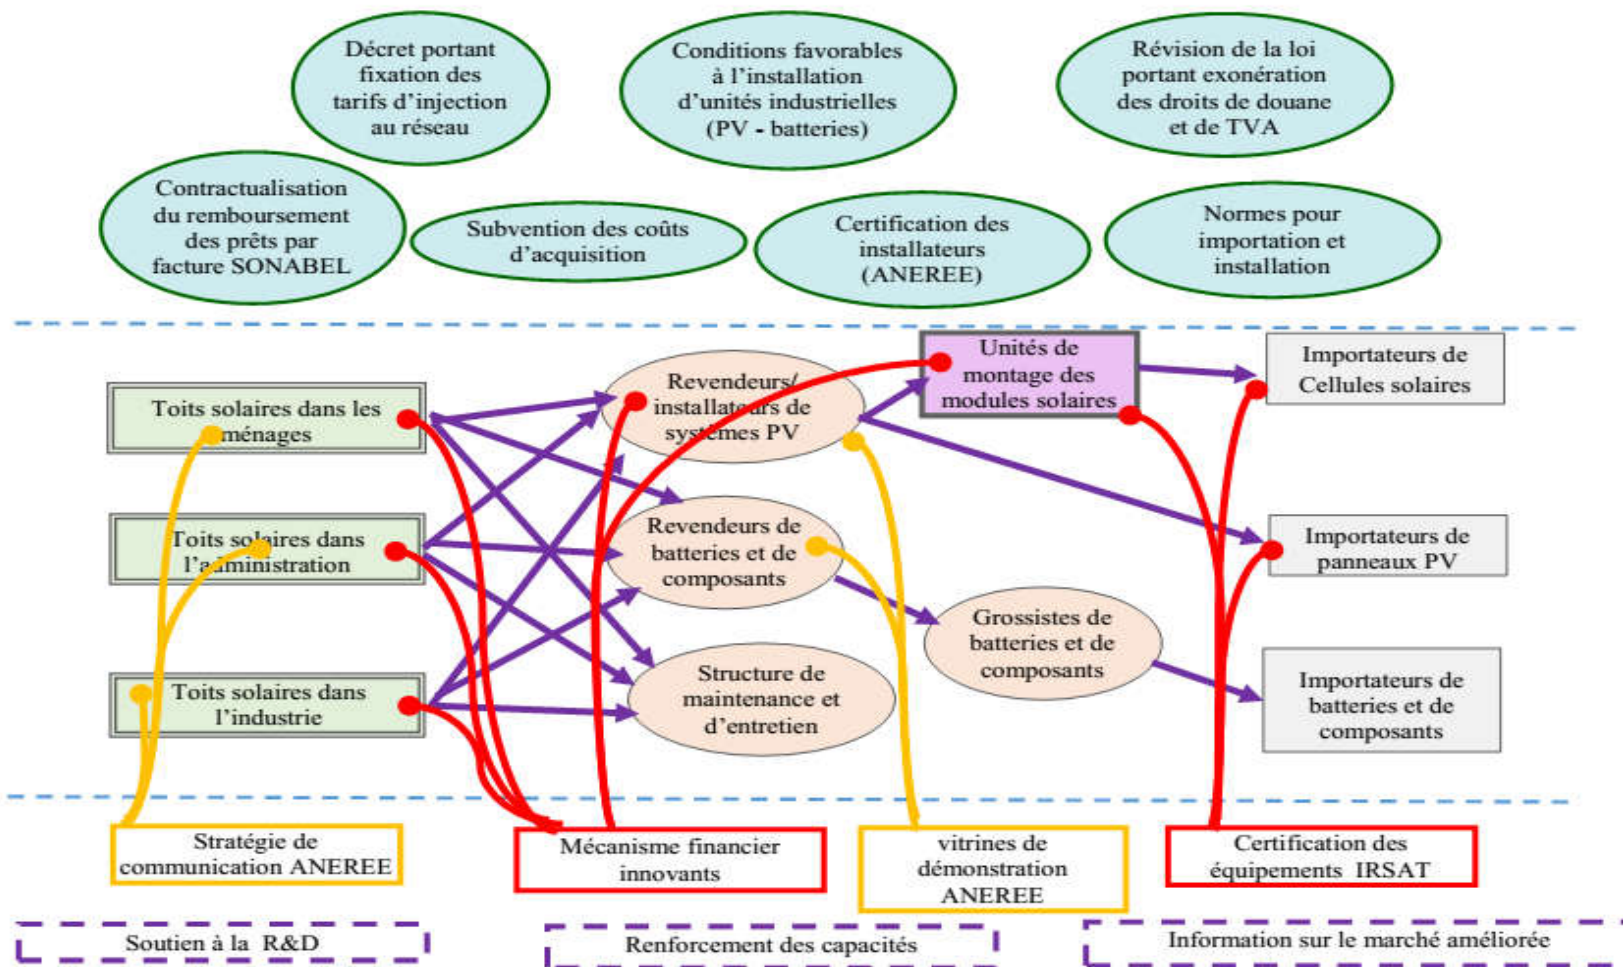 Décret portant
fixation des
tarifs d'injection
au réseau
Conditions favorables
à l'installation
d'unités industrielles
(PV - batteries)
Révision de la loi
portant exonération
des droits de douane
et de TVA
Contractualisation
du remboursement
des prêts par
facture SONABEL
Subvention des coûts
d'acquisition
Certification des
installateurs
(ANEREE)
Normes pour
importation et
installation
Toits solaires dans les
ménages
Revendeurs/
installateurs de
systèmes PV
Unités de
montage des
modules solaires
Importateurs de
Cellules solaires
Toits solaires dans
l'administration
Revendeurs de
batteries et de
composants
Importateurs de
panneaux PV
Grossistes de
batteries et de
composants
Toits solaires dans
l'industrie
Structure de
maintenance et
d'entretien
Importateurs de
batteries et de
composants
Stratégie de
communication ANEREE
Mécanisme financier
innovants
vitrines de
démonstration
ANEREE
Certification des
équipements IRSAT
Soutien à la R&D
Renforcement des capacités
Information sur le marché améliorée